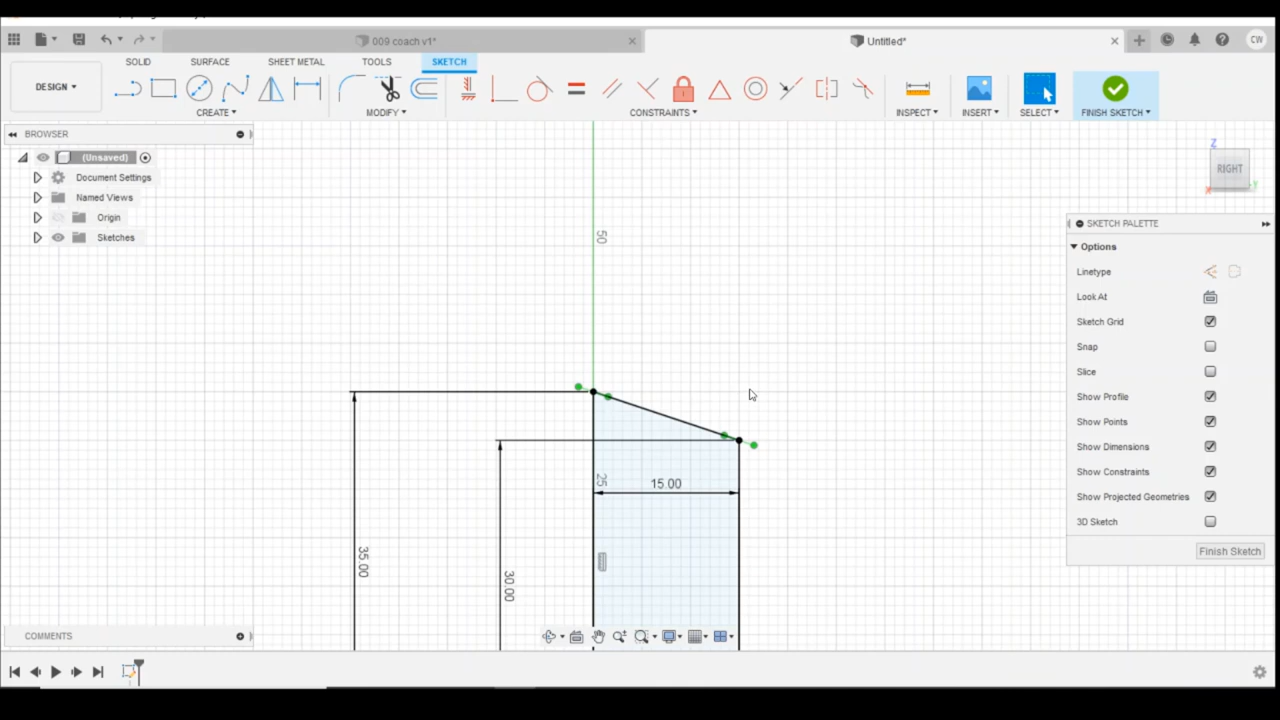 009 coach v1*
Untitled*
CW
DESIGN
SOLID
SURFACE
SHEET METAL
TOOLS
SKETCH
CREATE
MODIFY
CONSTRAINTS
INSPECT
INSERT
SELECT
FINISH SKETCH
BROWSER
(Unsaved)
Document Settings
Named Views
Origin
Sketches
Z
RIGHT
X
Y
SKETCH PALETTE
Options
Linetype
Look At
Sketch Grid
Snap
Slice
Show Profile
Show Points
Show Dimensions
Show Constraints
Show Projected Geometries
3D Sketch
Finish Sketch
50
25
15.00
35.00
30.00
COMMENTS